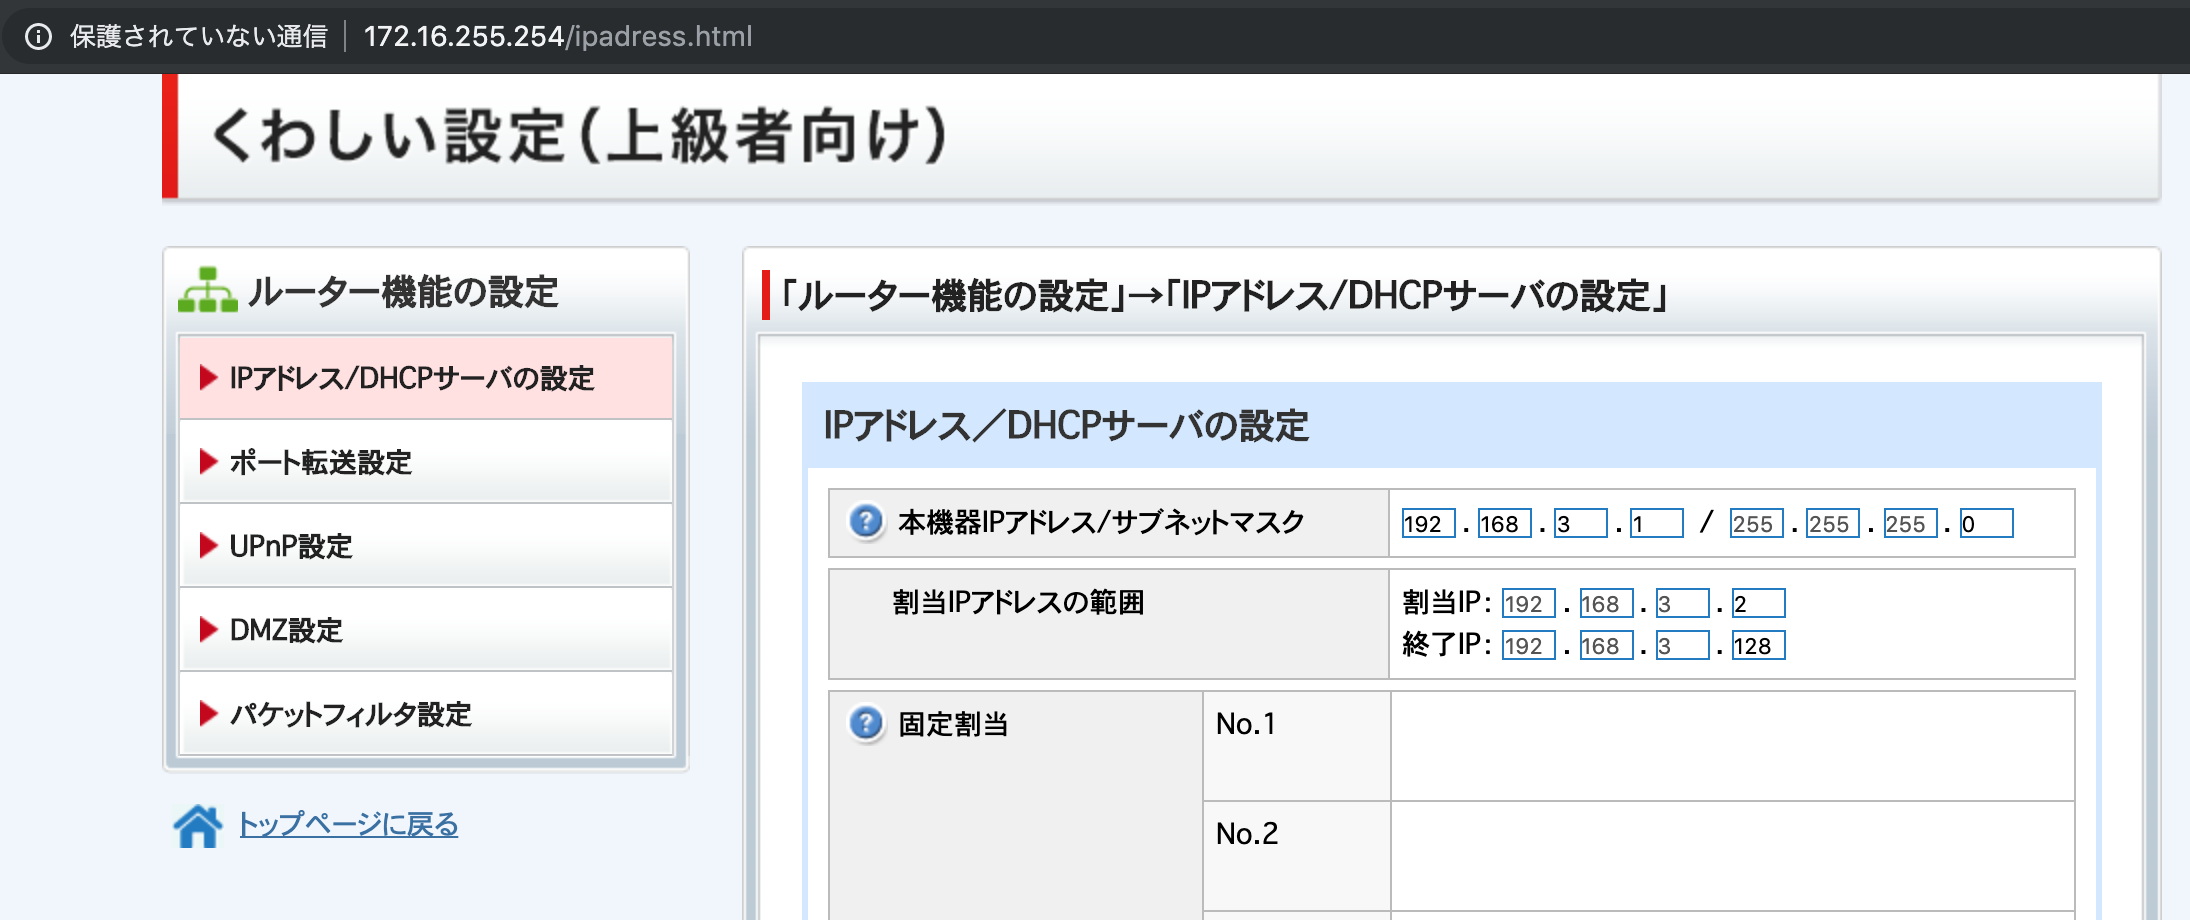 保護されていない通信 172.16.255.254/ipadress.html
くわしい設定(上級者向け)
ルーター機能の設定
IPアドレス/DHCPサーバの設定
ポート転送設定
UPnP設定
DMZ設定
パケットフィルタ設定
トップページに戻る
「ルーター機能の設定」→「IPアドレス/DHCPサーバの設定」
IPアドレス／DHCPサーバの設定
? 本機器IPアドレス/サブネットマスク 192 . 168 . 3 . 1 / 255 . 255 . 255 . 0
割当IPアドレスの範囲 割当IP: 192 . 168 . 3 . 2
終了IP: 192 . 168 . 3 . 128
? 固定割当 No.1
No.2